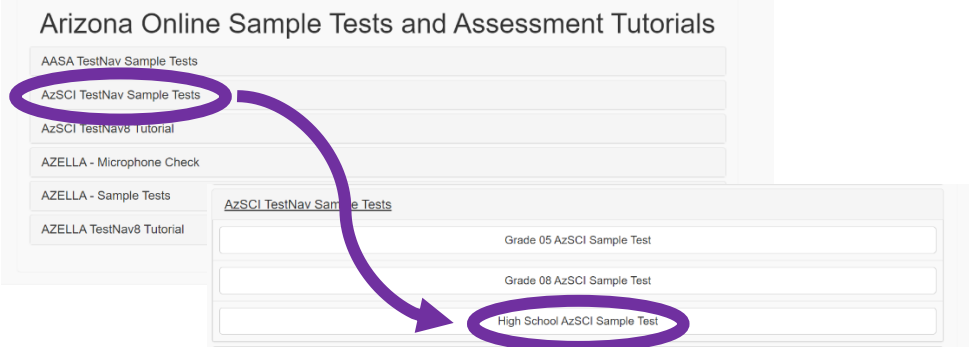 Arizona Online Sample Tests and Assessment Tutorials
AASA TestNav Sample Tests
AzSCI TestNav Sample Tests
AzSCI TestNav8 Tutorial
AZELLA - Microphone Check
AZELLA - Sample Tests
AZELLA TestNav8 Tutorial
AzSCI TestNav Sample Tests
Grade 05 AzSCI Sample Test
Grade 08 AzSCI Sample Test
High School AzSCI Sample Test